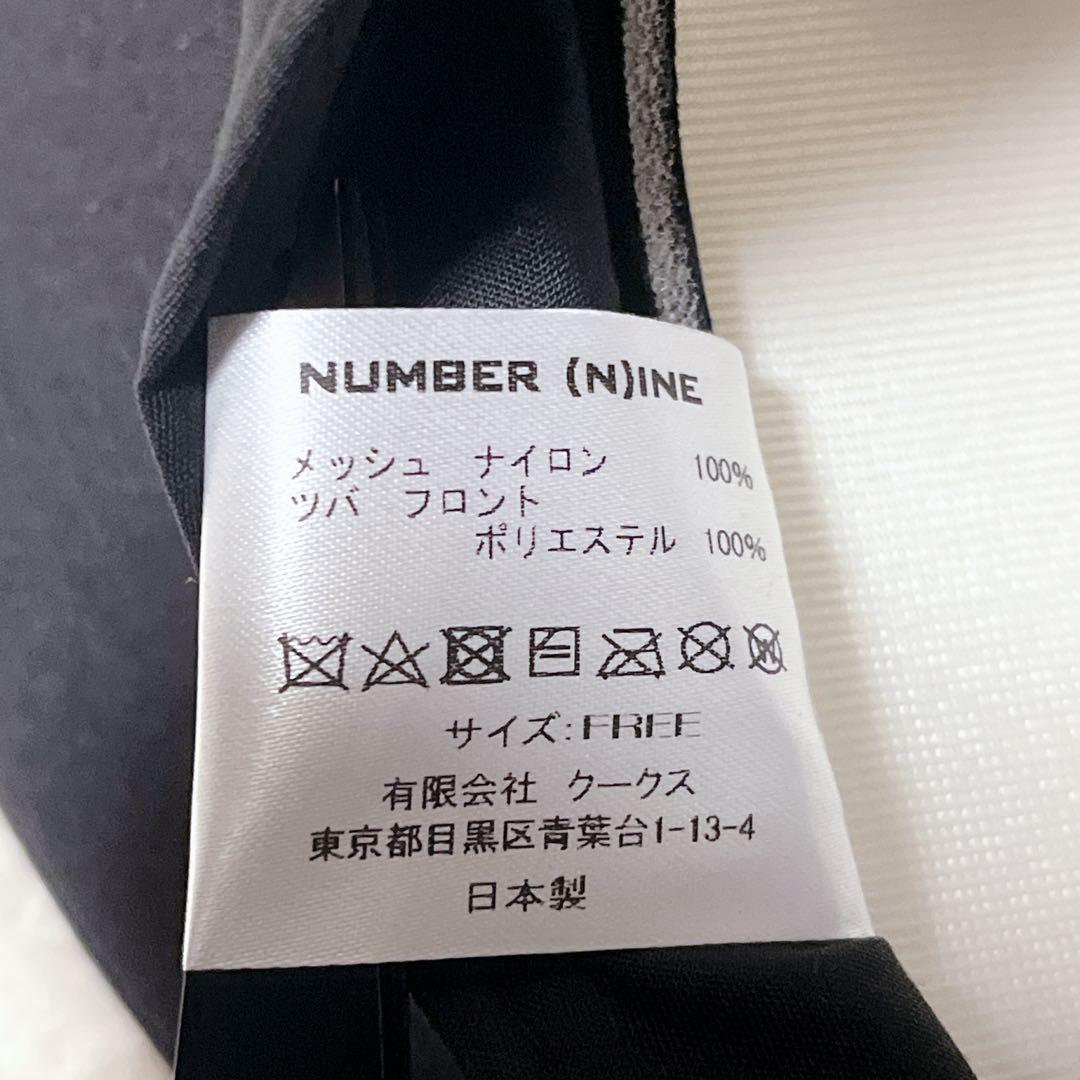 NUMBER (N)INE
メッシュ ナイロン 100%
ツバ フロント
ポリエステル 100%
サイズ:FREE
有限会社 クークス
東京都目黒区青葉台1-13-4
日本製